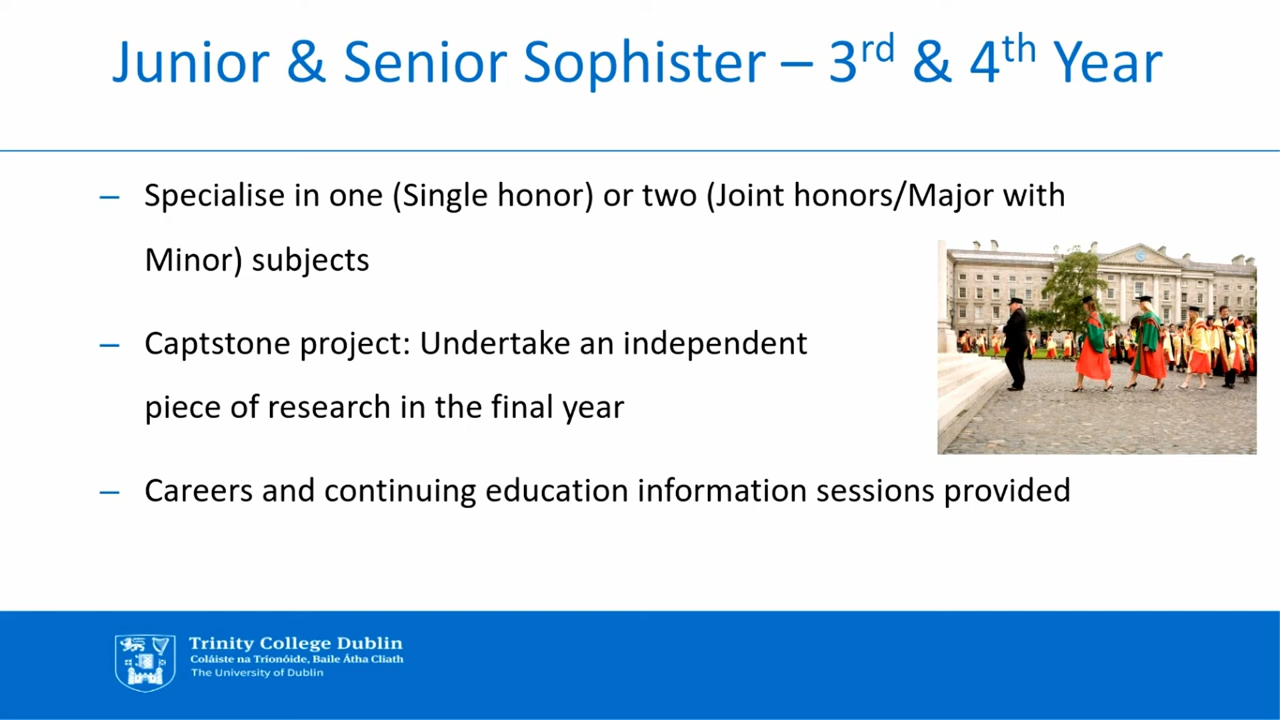 Junior & Senior Sophister – 3rd & 4th Year
– Specialise in one (Single honor) or two (Joint honors/Major with
Minor) subjects
– Captstone project: Undertake an independent
piece of research in the final year
– Careers and continuing education information sessions provided
Trinity College Dublin
Coláiste na Tríonóide, Baile Átha Cliath
The University of Dublin